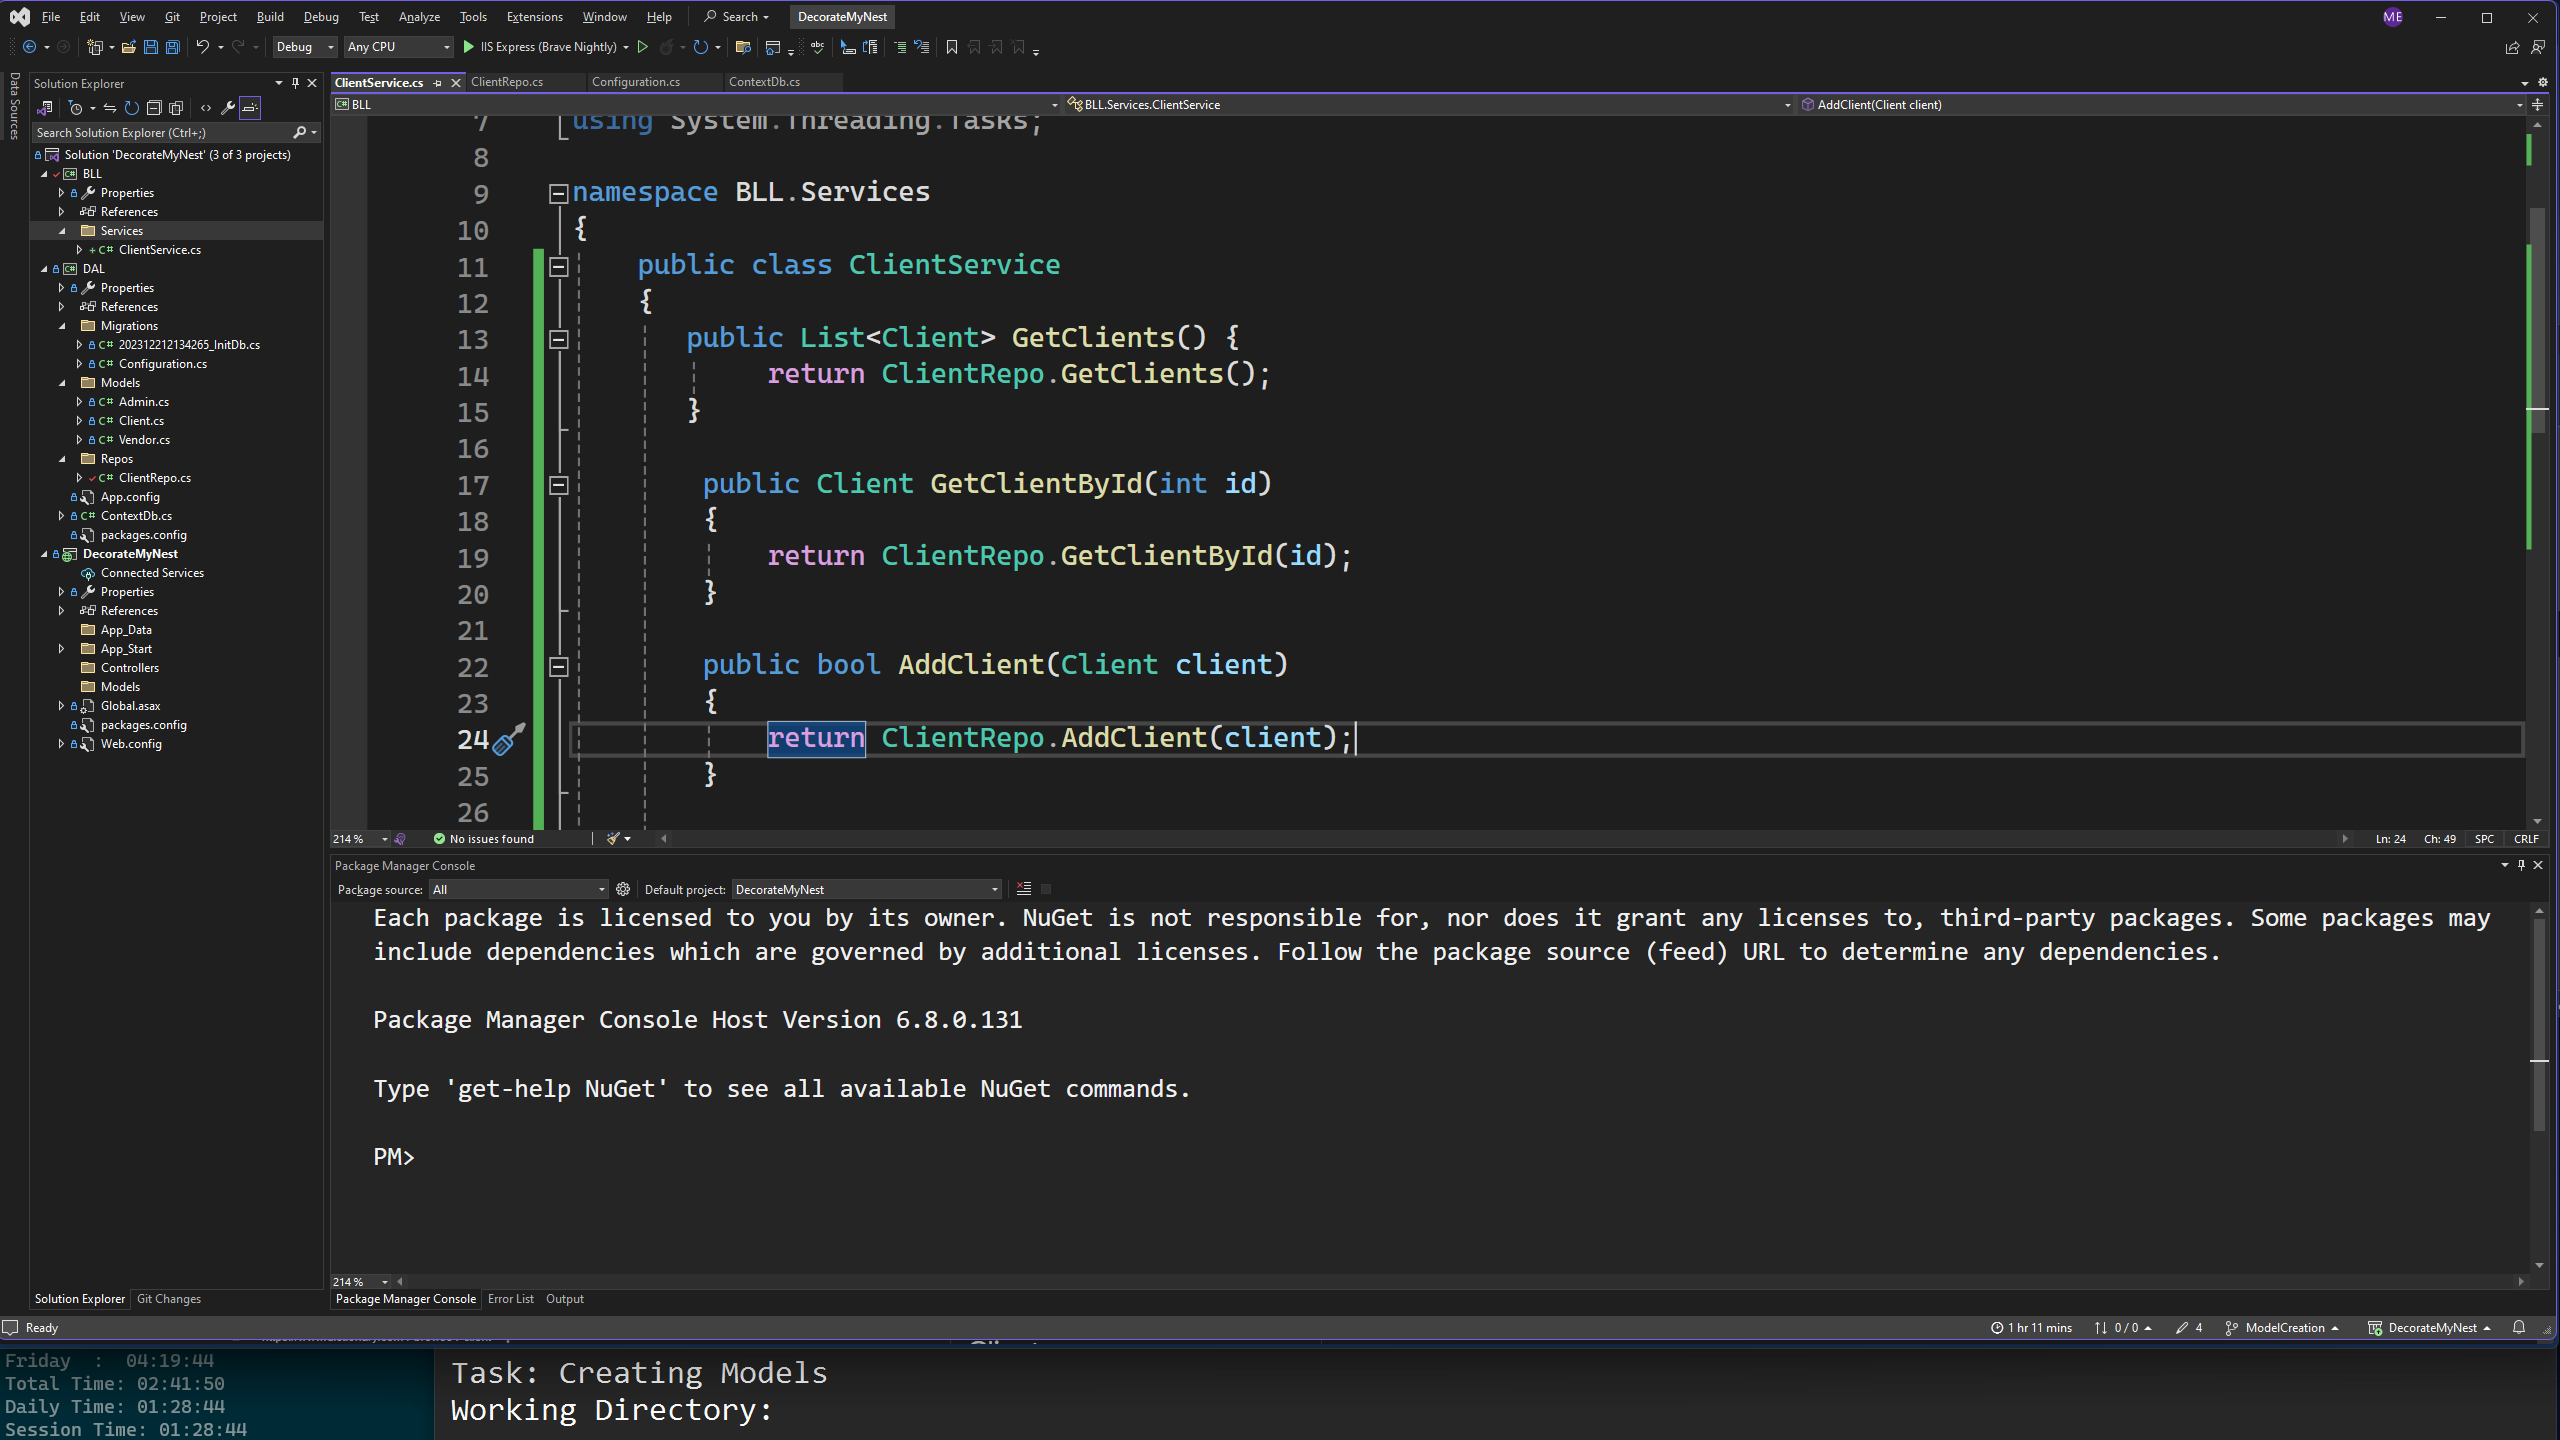 File Edit View Git Project Build Debug Test Analyze Tools Extensions Window Help Search DecorateMyNest ME
Debug Any CPU IIS Express (Brave Nightly)
Data Sources
Solution Explorer
Search Solution Explorer (Ctrl+;)
Solution 'DecorateMyNest' (3 of 3 projects)
BLL
Properties
References
Services
ClientService.cs
DAL
Properties
References
Migrations
202312212134265_InitDb.cs
Configuration.cs
Models
Admin.cs
Client.cs
Vendor.cs
Repos
ClientRepo.cs
App.config
ContextDb.cs
packages.config
DecorateMyNest
Connected Services
Properties
References
App_Data
App_Start
Controllers
Models
Global.asax
packages.config
Web.config
Solution Explorer Git Changes
ClientService.cs ClientRepo.cs Configuration.cs ContextDb.cs
BLL BLL.Services.ClientService AddClient(Client client)
7 using System.Threading.Tasks;
8
9 namespace BLL.Services
10 {
11 public class ClientService
12 {
13 public List<Client> GetClients() {
14 return ClientRepo.GetClients();
15 }
16
17 public Client GetClientById(int id)
18 {
19 return ClientRepo.GetClientById(id);
20 }
21
22 public bool AddClient(Client client)
23 {
24 return ClientRepo.AddClient(client);
25 }
26
214 % No issues found Ln: 24 Ch: 49 SPC CRLF
Package Manager Console
Package source: All Default project: DecorateMyNest
Each package is licensed to you by its owner. NuGet is not responsible for, nor does it grant any licenses to, third-party packages. Some packages may
include dependencies which are governed by additional licenses. Follow the package source (feed) URL to determine any dependencies.
Package Manager Console Host Version 6.8.0.131
Type 'get-help NuGet' to see all available NuGet commands.
PM>
214 %
Package Manager Console Error List Output
Ready 1 hr 11 mins 0 / 0 4 ModelCreation DecorateMyNest
Friday : 04:19:44
Total Time: 02:41:50
Daily Time: 01:28:44
Session Time: 01:28:44
Task: Creating Models
Working Directory: